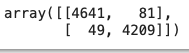 array([[4641,   81],
       [  49, 4209]])